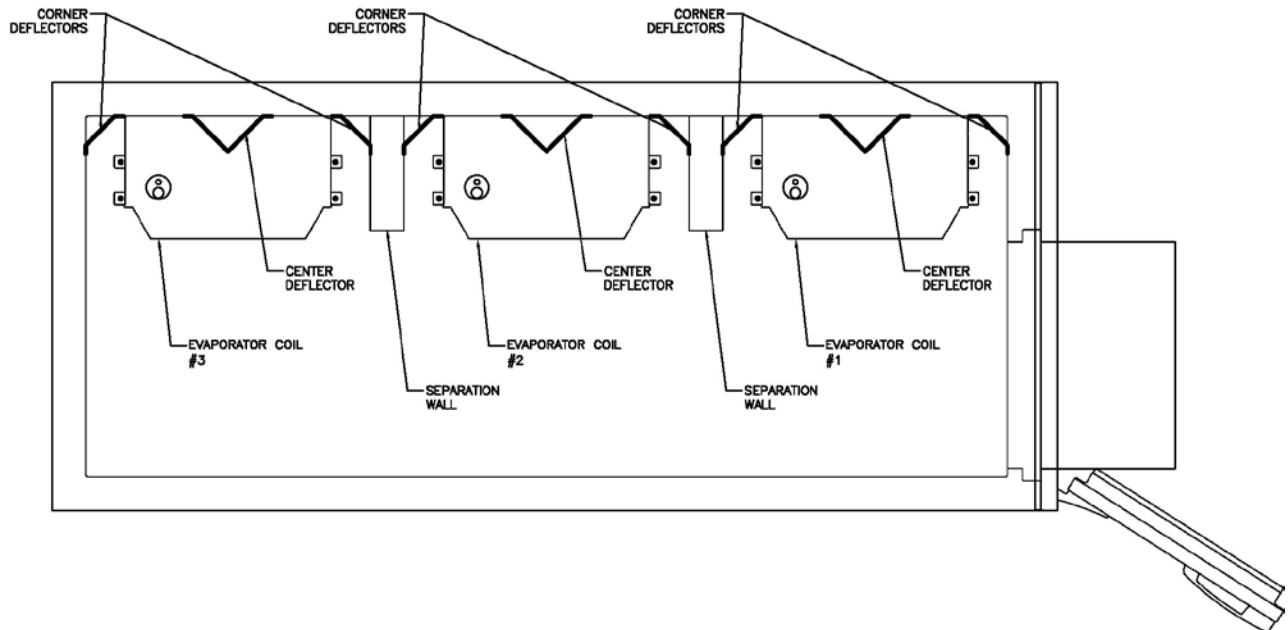 CORNER
DEFLECTORS
CORNER
DEFLECTORS
CORNER
DEFLECTORS
CENTER
DEFLECTOR
CENTER
DEFLECTOR
CENTER
DEFLECTOR
EVAPORATOR COIL
#3
EVAPORATOR COIL
#2
EVAPORATOR COIL
#1
SEPARATION
WALL
SEPARATION
WALL